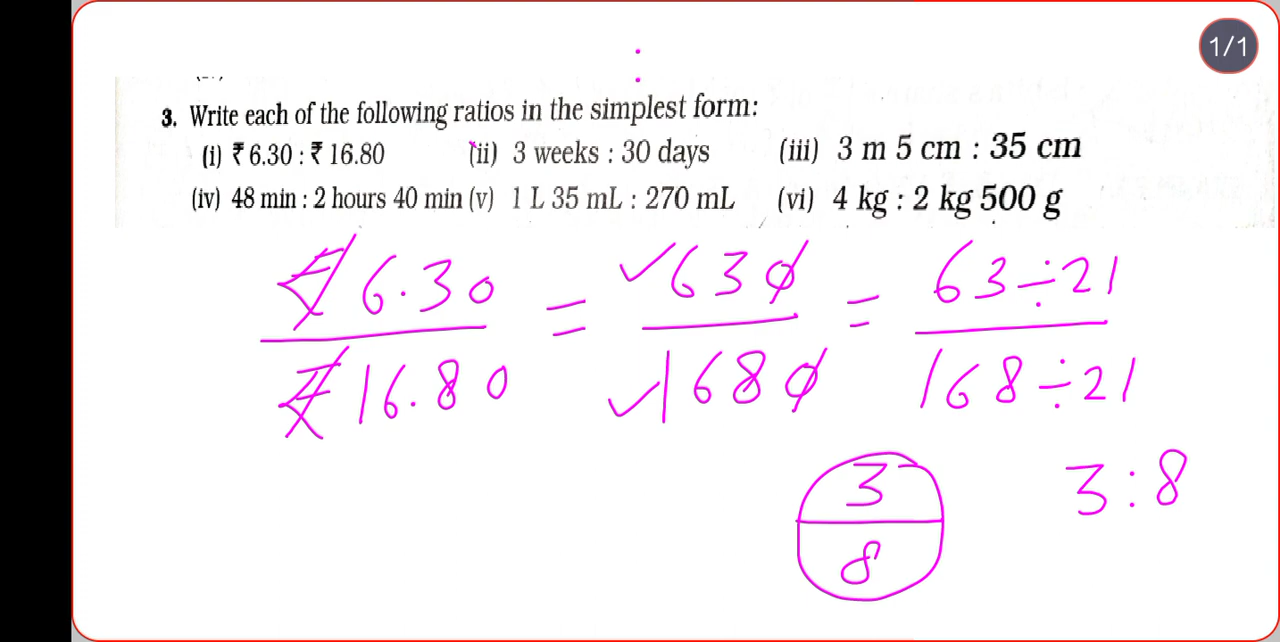 1/1
3. Write each of the following ratios in the simplest form:
(i) ₹ 6.30 : ₹ 16.80 (ii) 3 weeks : 30 days (iii) 3 m 5 cm : 35 cm
(iv) 48 min : 2 hours 40 min (v) 1 L 35 mL : 270 mL (vi) 4 kg : 2 kg 500 g
₹ 6.30 = 630 = 63 ÷ 21
₹ 16.80 1680 168 ÷ 21
3 3 : 8
8